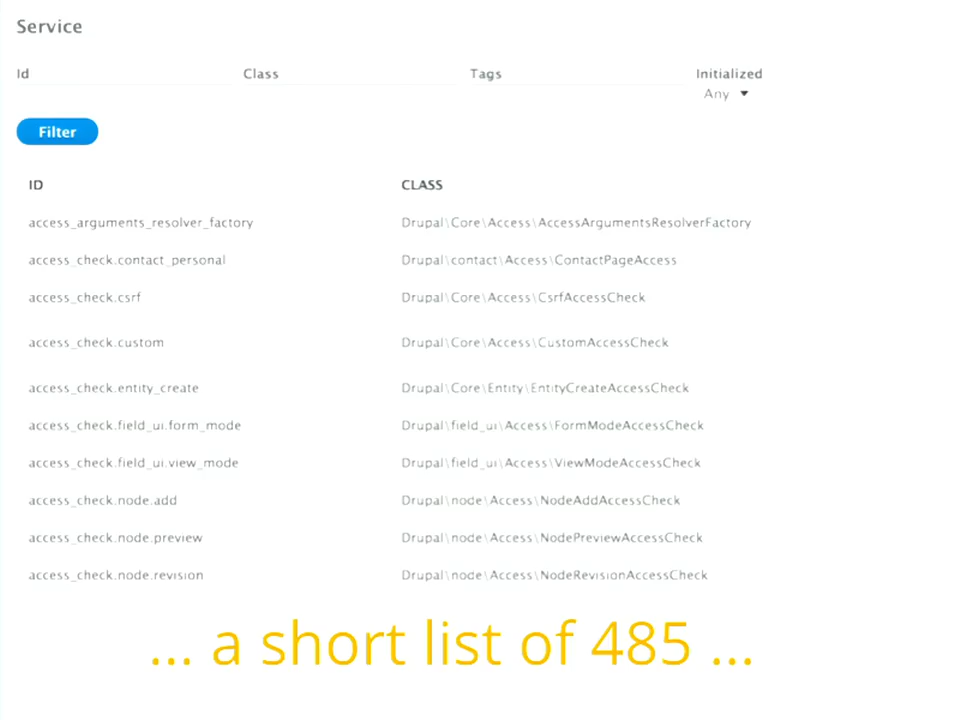 Service
Id Class Tags Initialized
Any
Filter
ID CLASS
access_arguments_resolver_factory Drupal\Core\Access\AccessArgumentsResolverFactory
access_check.contact_personal Drupal\contact\Access\ContactPageAccess
access_check.csrf Drupal\Core\Access\CsrfAccessCheck
access_check.custom Drupal\Core\Access\CustomAccessCheck
access_check.entity_create Drupal\Core\Entity\EntityCreateAccessCheck
access_check.field_ui.form_mode Drupal\field_ui\Access\FormModeAccessCheck
access_check.field_ui.view_mode Drupal\field_ui\Access\ViewModeAccessCheck
access_check.node.add Drupal\node\Access\NodeAddAccessCheck
access_check.node.preview Drupal\node\Access\NodePreviewAccessCheck
access_check.node.revision Drupal\node\Access\NodeRevisionAccessCheck
... a short list of 485 ...